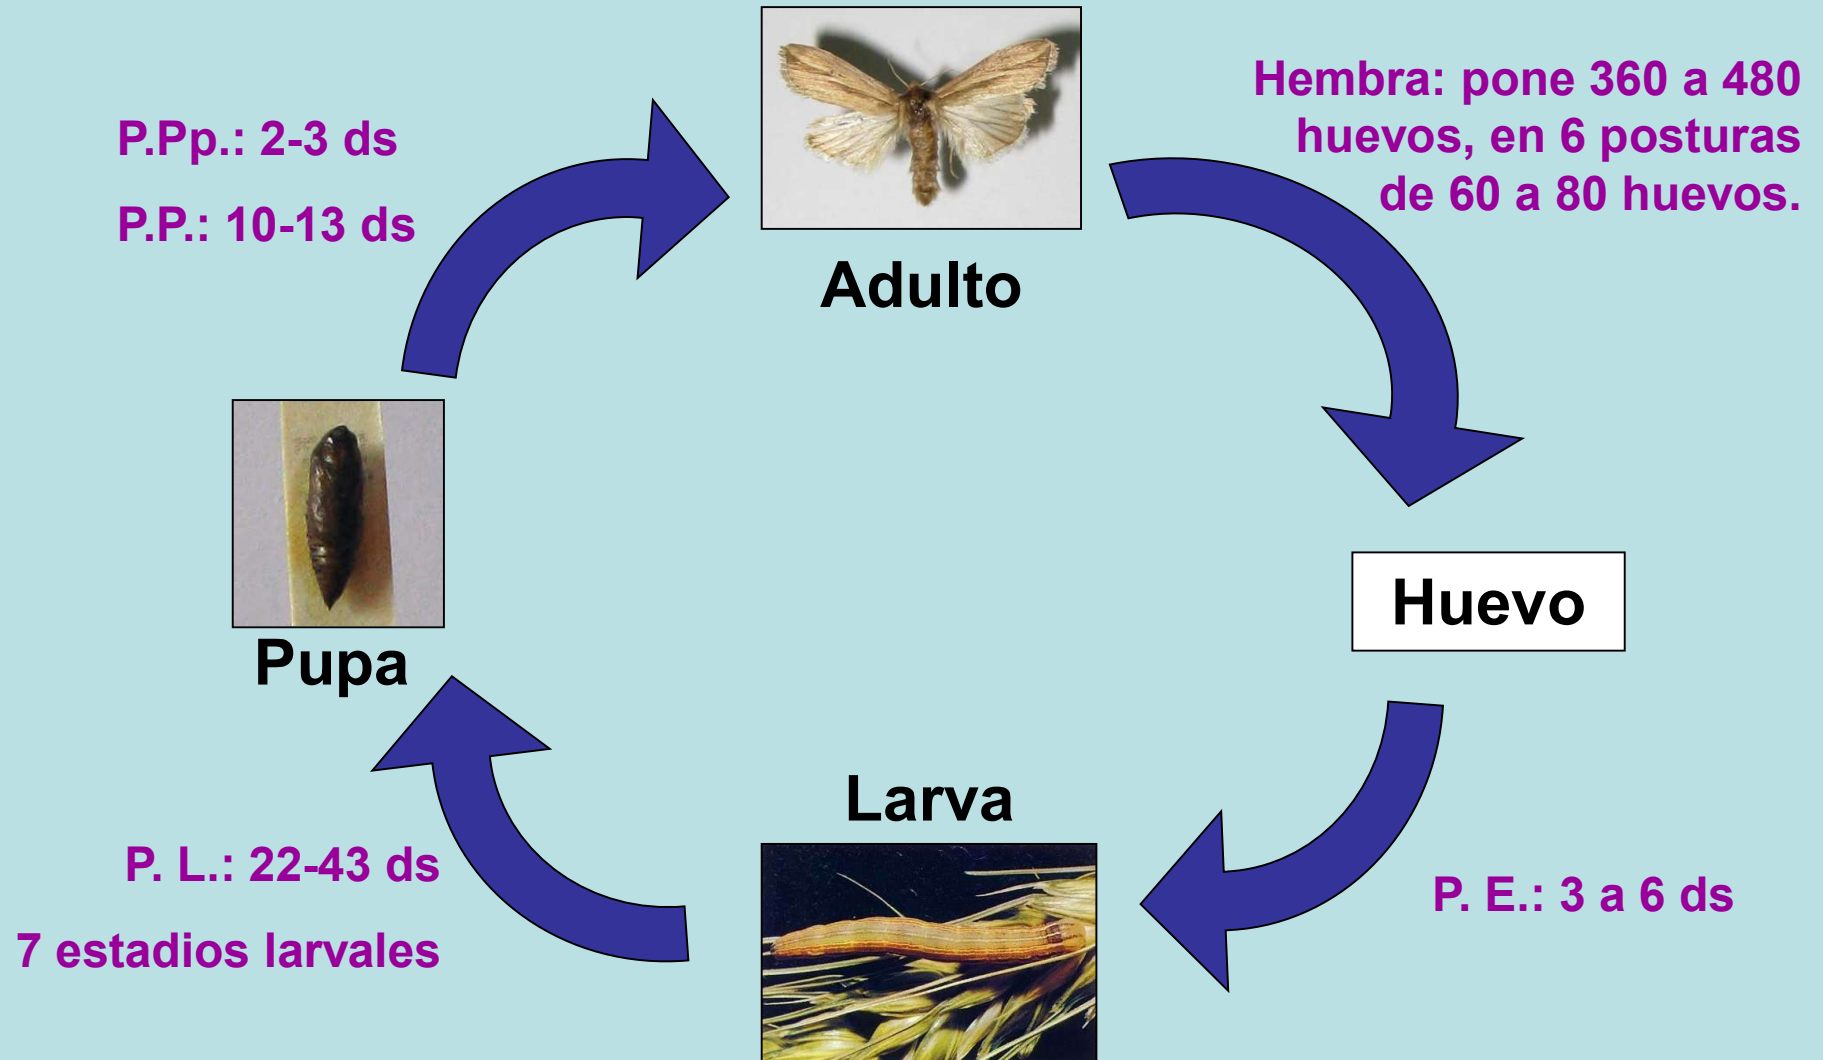 P.Pp.: 2-3 ds
P.P.: 10-13 ds
Adulto
Hembra: pone 360 a 480
huevos, en 6 posturas
de 60 a 80 huevos.
Huevo
P. E.: 3 a 6 ds
Larva
P. L.: 22-43 ds
7 estadios larvales
Pupa